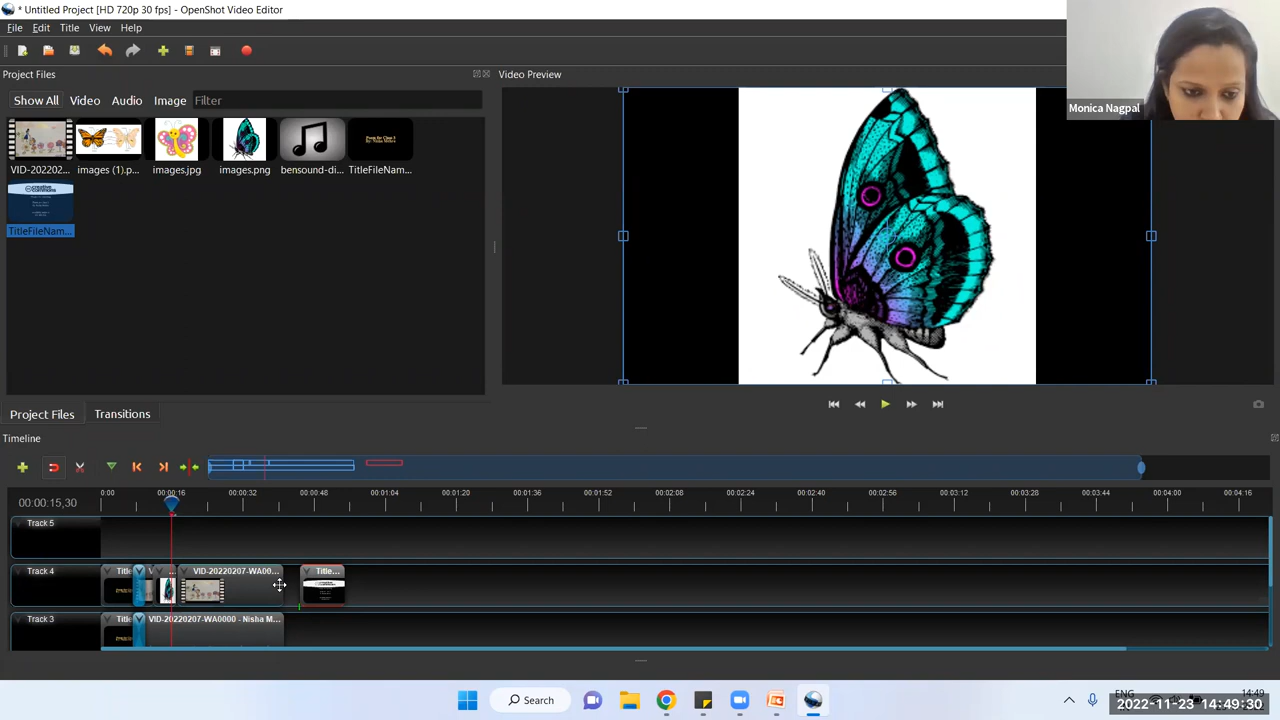 * Untitled Project [HD 720p 30 fps] - OpenShot Video Editor
File Edit Title View Help
Project Files
Video Preview
Monica Nagpal
Show All Video Audio Image Filter
VID-202202... images (1).p... images.jpg images.png bensound-di... TitleFileNam...
TitleFileNam...
Project Files Transitions
Timeline
00:00:15,30
0:00 00:00:16 00:00:32 00:00:48 00:01:04 00:01:20 00:01:36 00:01:52 00:02:08 00:02:24 00:02:40 00:02:56 00:03:12 00:03:28 00:03:44 00:04:00 00:04:16
Track 5
Track 4
VID-20220207-WA00...
Title...
Track 3
VID-20220207-WA0000 - Nisha M...
Search
ENG
14:49
2022-11-23 14:49:30